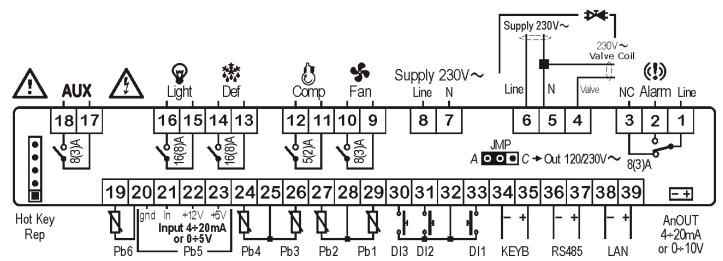 Supply 230V~
230V~
Valve Coil
AUX
Light
Def
Comp
Fan
Supply 230V~
Line
N
Line
N
Valve
NC
Alarm
Line
18 17
16 15
14 13
12 11
10 9
8 7
6 5 4
3 2 1
8(3)A
16(8)A
16(8)A
5(2)A
8(3)A
JMP
A
C → Out 120/230V~
8(3)A
19 20 21 22 23 24 25 26 27 28 29 30 31 32 33 34 35 36 37 38 39
gnd In +12V +5V
Input 4÷20mA
or 0÷5V
Hot Key
Rep
Pb6
Pb5
Pb4
Pb3
Pb2
Pb1
DI3
DI2
DI1
− +
KEYB
− +
RS485
− +
LAN
− +
AnOUT
4÷20mA
or 0÷10V